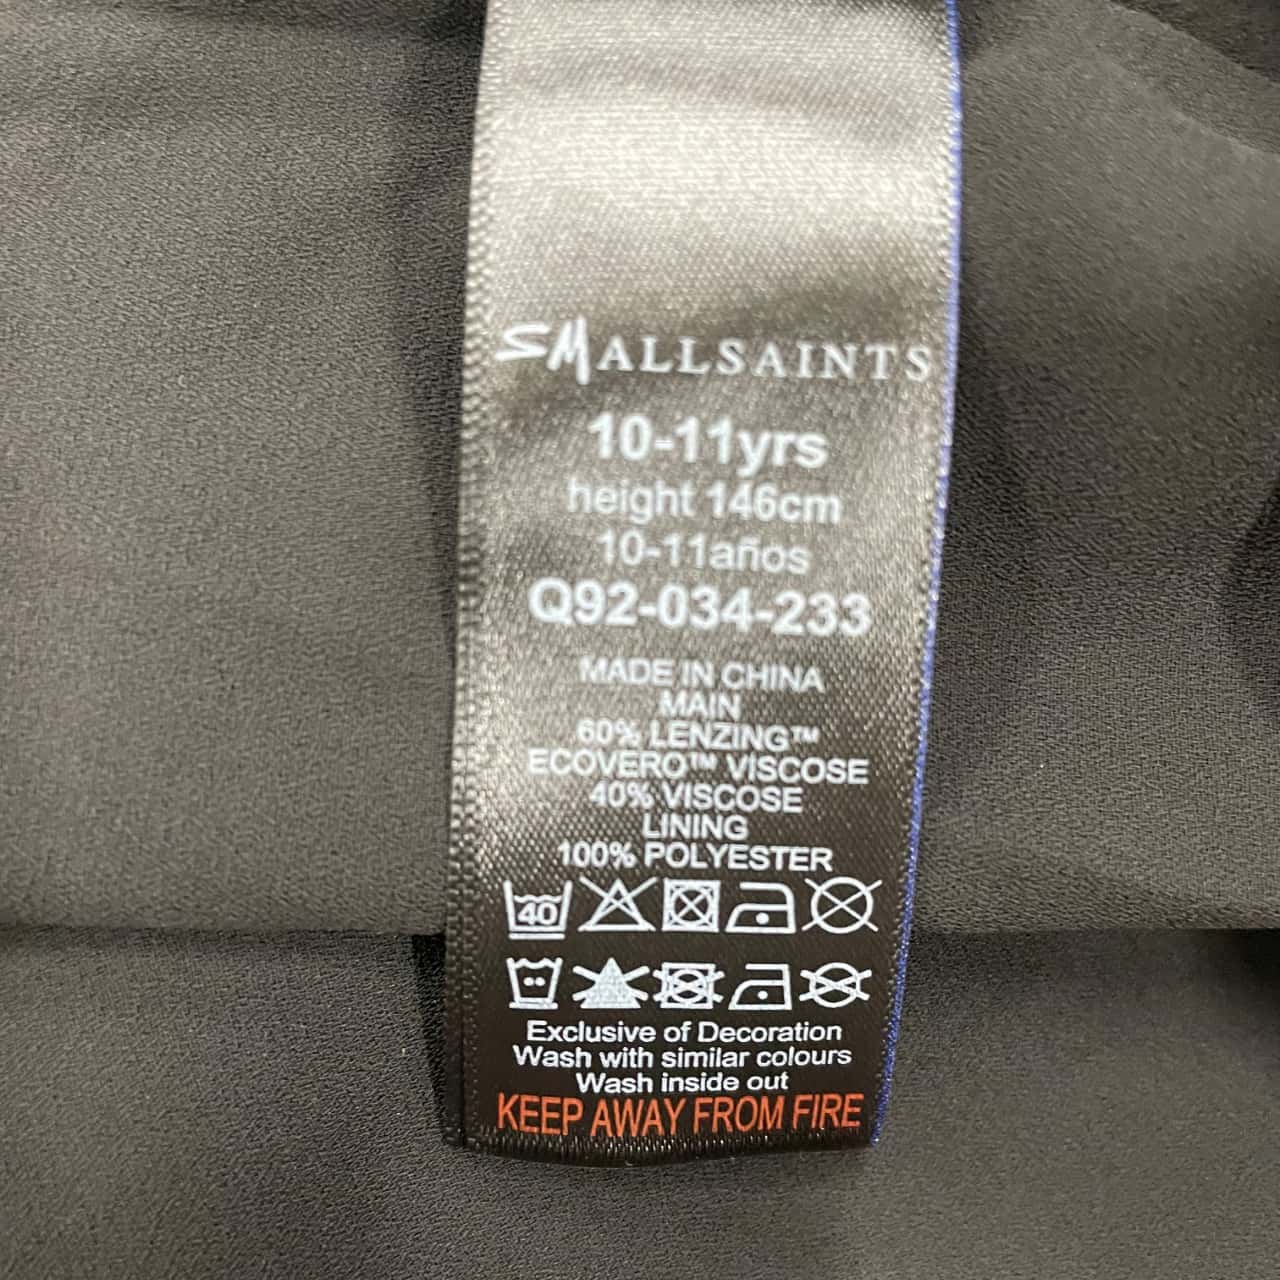 SMALLSAINTS
10-11yrs
height 146cm
10-11años
Q92-034-233
MADE IN CHINA
MAIN
60% LENZING™
ECOVERO™ VISCOSE
40% VISCOSE
LINING
100% POLYESTER
40
Exclusive of Decoration
Wash with similar colours
Wash inside out
KEEP AWAY FROM FIRE